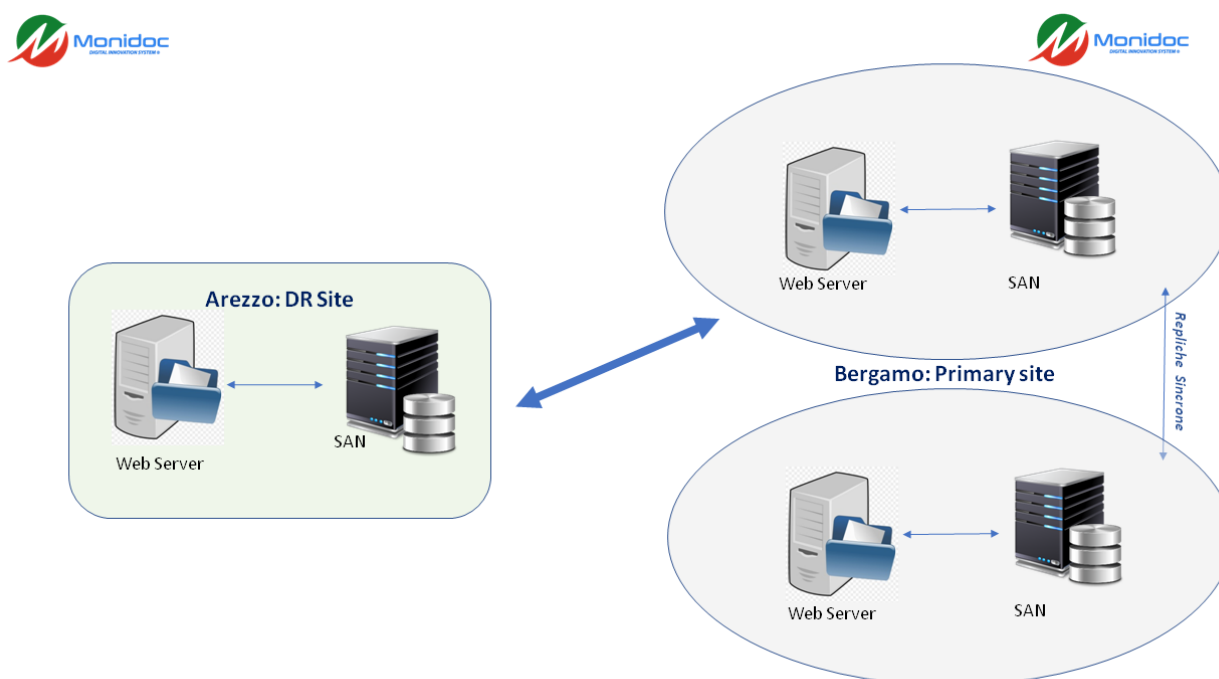 Monidoc
DIGITAL INNOVATION SYSTEM ®
Monidoc
DIGITAL INNOVATION SYSTEM ®
Web Server
SAN
Arezzo: DR Site
Web Server
SAN
Repliche Sincrone
Bergamo: Primary site
Web Server
SAN